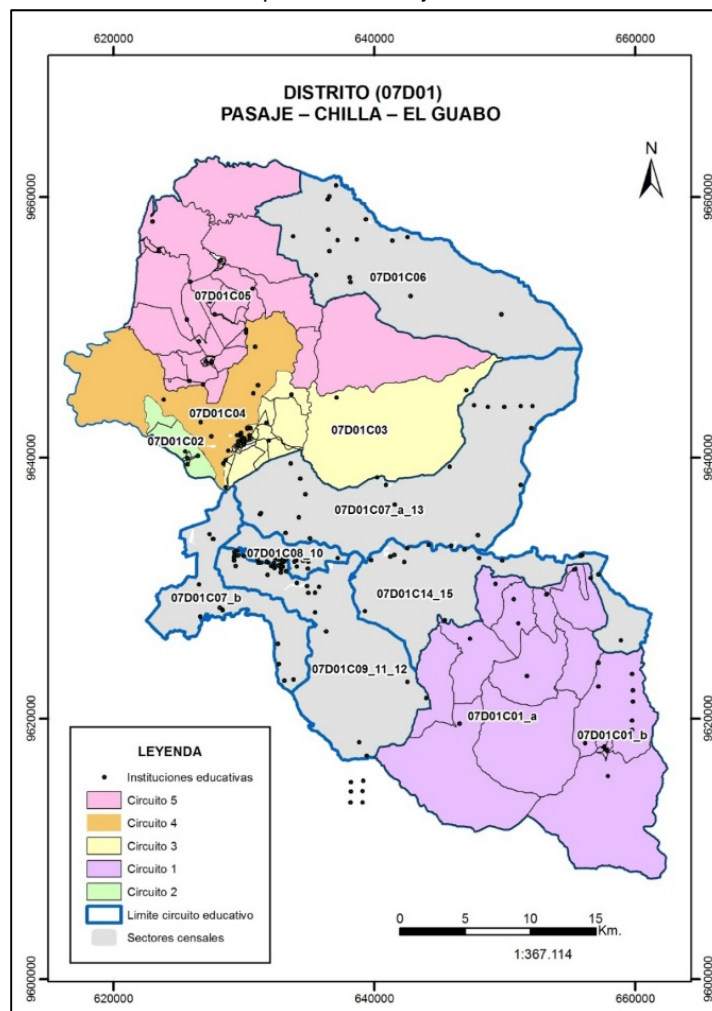 620000
640000
660000
DISTRITO (07D01)
PASAJE – CHILLA – EL GUABO
N
9660000
9660000
07D01C06
07D01C05
07D01C04
07D01C02
07D01C03
9640000
9640000
07D01C07_a_13
07D01C08_10
07D01C07_b
07D01C14_15
07D01C09_11_12
07D01C01_a
07D01C01_b
9620000
9620000
LEYENDA
Instituciones educativas
Circuito 5
Circuito 4
Circuito 3
Circuito 1
Circuito 2
Limite circuito educativo
Sectores censales
0 5 10 15
Km.
1:367.114
9600000
9600000
620000
640000
660000